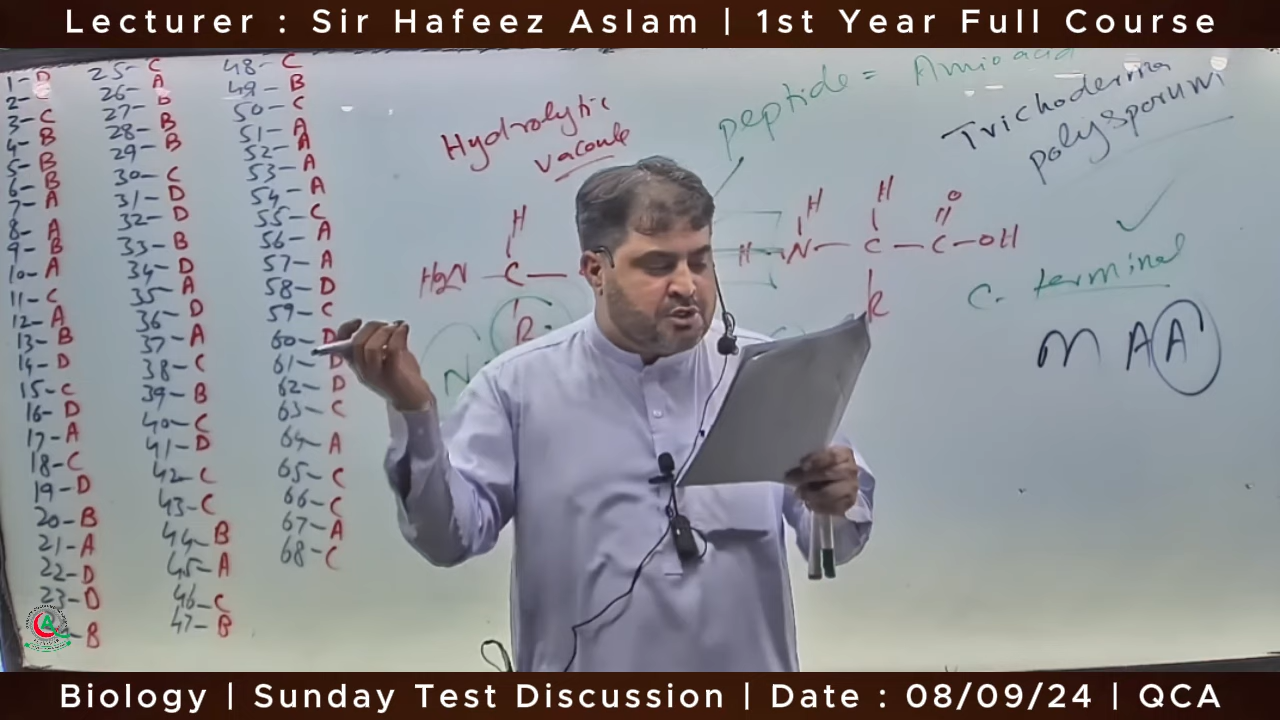 Lecturer : Sir Hafeez Aslam | 1st Year Full Course
1- D
2-
3- C
4- B
5- B
6- B
7- A
8- A
9- B
10- A
11- C
12- A
13- B
14- D
15- C
16- D
17- A
18- C
19- D
20- B
21- A
22- D
23- D
B
25- C
26- A
27- D
28- B
29- B
30- C
31- D
32- D
33- B
34- D
35- A
36- D
37- A
38- C
39- B
40- C
41- D
42- C
43- C
44- B
45- A
46- C
47- B
48- C
49- B
50- C
51- A
52- A
53- A
54- A
55- C
56- A
57- A
58- D
59- C
60- D
61- D
62- D
63- C
64- A
65- C
66- C
67- A
68- C
Hydrolytic
vacoule
peptide = Aminoacid
Trichoderma
polysporum
H
H2N - C -
R
N
H H O
H - N - C - C - OH
R
C. terminal
M A A'
Biology | Sunday Test Discussion | Date : 08/09/24 | QCA